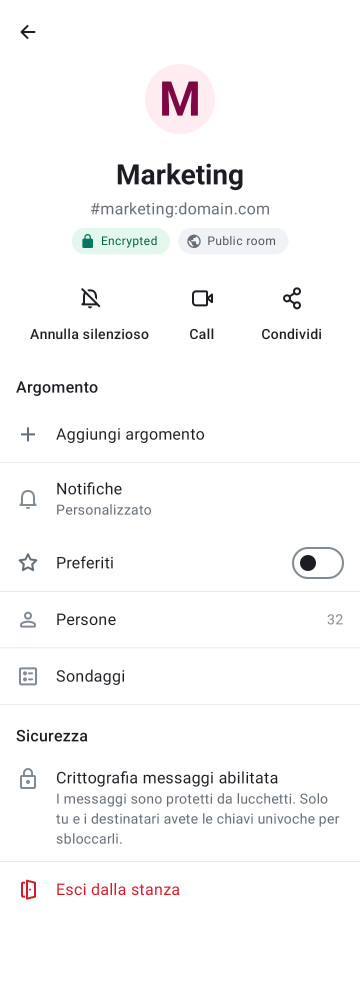 M
Marketing
#marketing:domain.com
Encrypted
Public room
Annulla silenzioso
Call
Condividi
Argomento
Aggiungi argomento
Notifiche
Personalizzato
Preferiti
Persone
32
Sondaggi
Sicurezza
Crittografia messaggi abilitata
I messaggi sono protetti da lucchetti. Solo
tu e i destinatari avete le chiavi univoche per
sbloccarli.
Esci dalla stanza